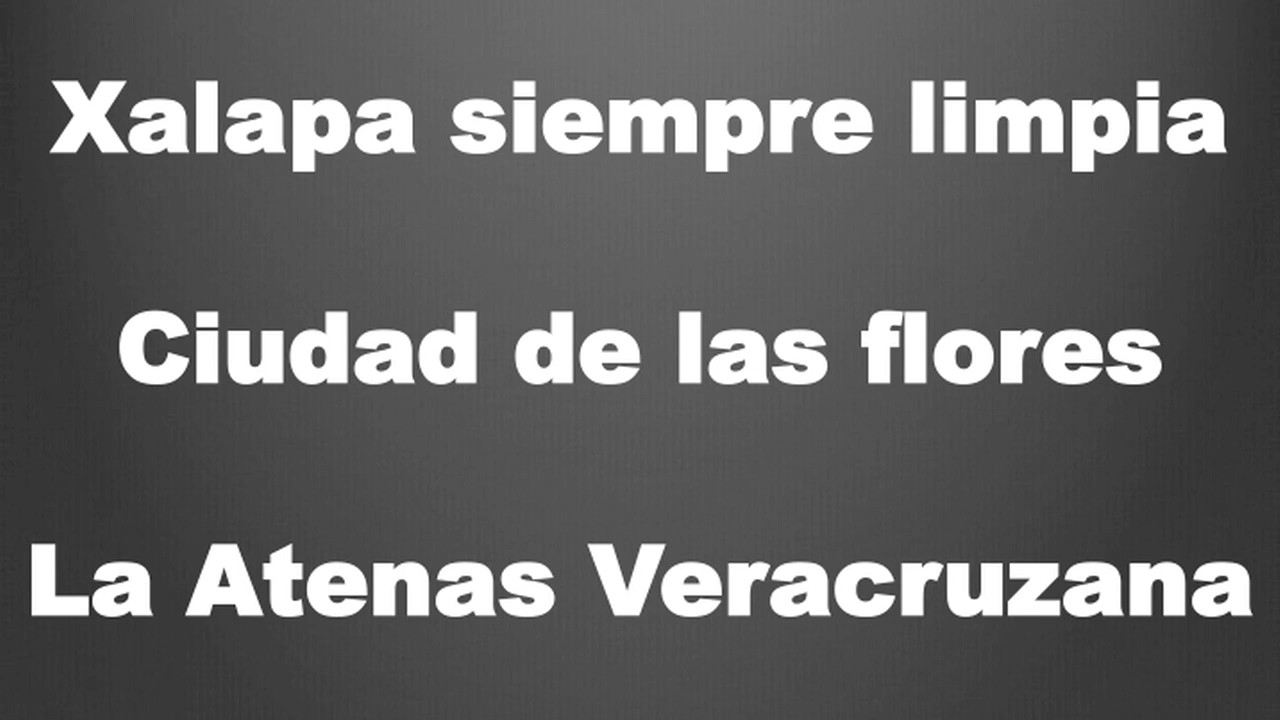 Xalapa siempre limpia
Ciudad de las flores
La Atenas Veracruzana